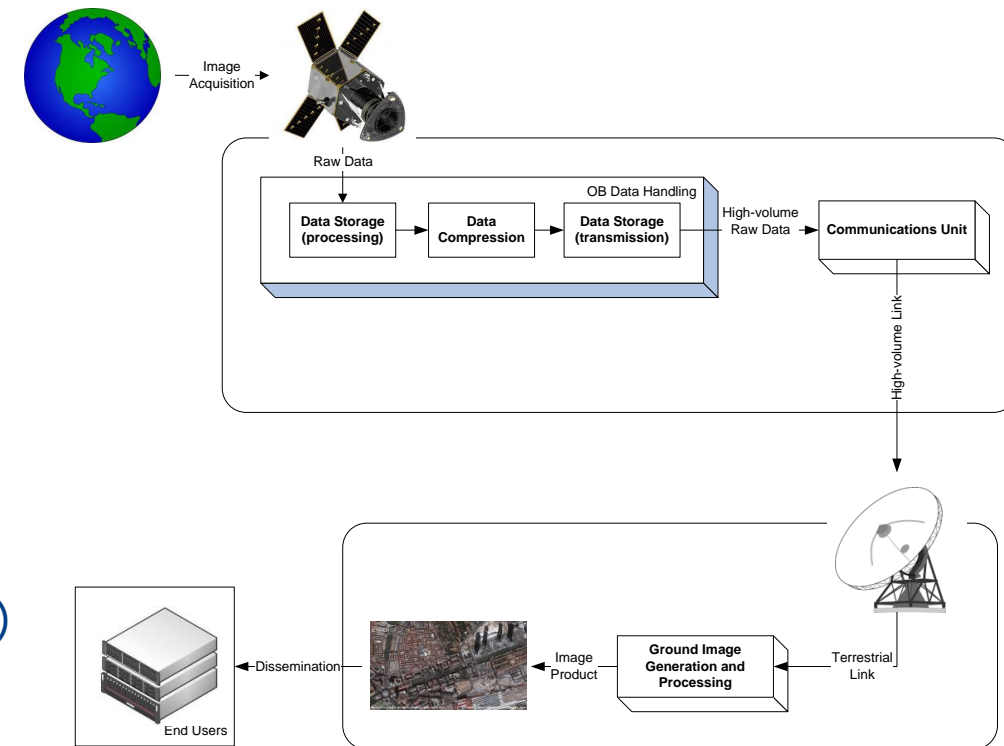 Image
Acquisition
Raw Data
OB Data Handling
Data Storage
(processing)
Data
Compression
Data Storage
(transmission)
High-volume
Raw Data
Communications Unit
High-volume Link
Terrestrial
Link
Ground Image
Generation and
Processing
Image
Product
Dissemination
End Users